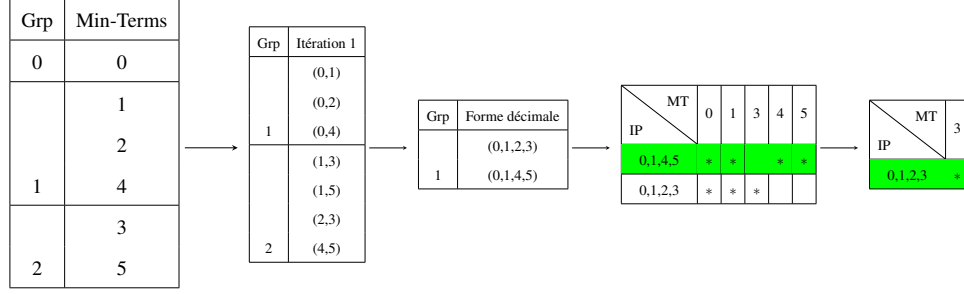 Grp Min-Terms
0 0
1
2
1 4
3
2 5
Grp Itération 1
(0,1)
(0,2)
1 (0,4)
(1,3)
(1,5)
(2,3)
2 (4,5)
Grp Forme décimale
(0,1,2,3)
1 (0,1,4,5)
MT 0 1 3 4 5
IP
0,1,4,5 * * * *
0,1,2,3 * * *
MT 3
IP
0,1,2,3 *